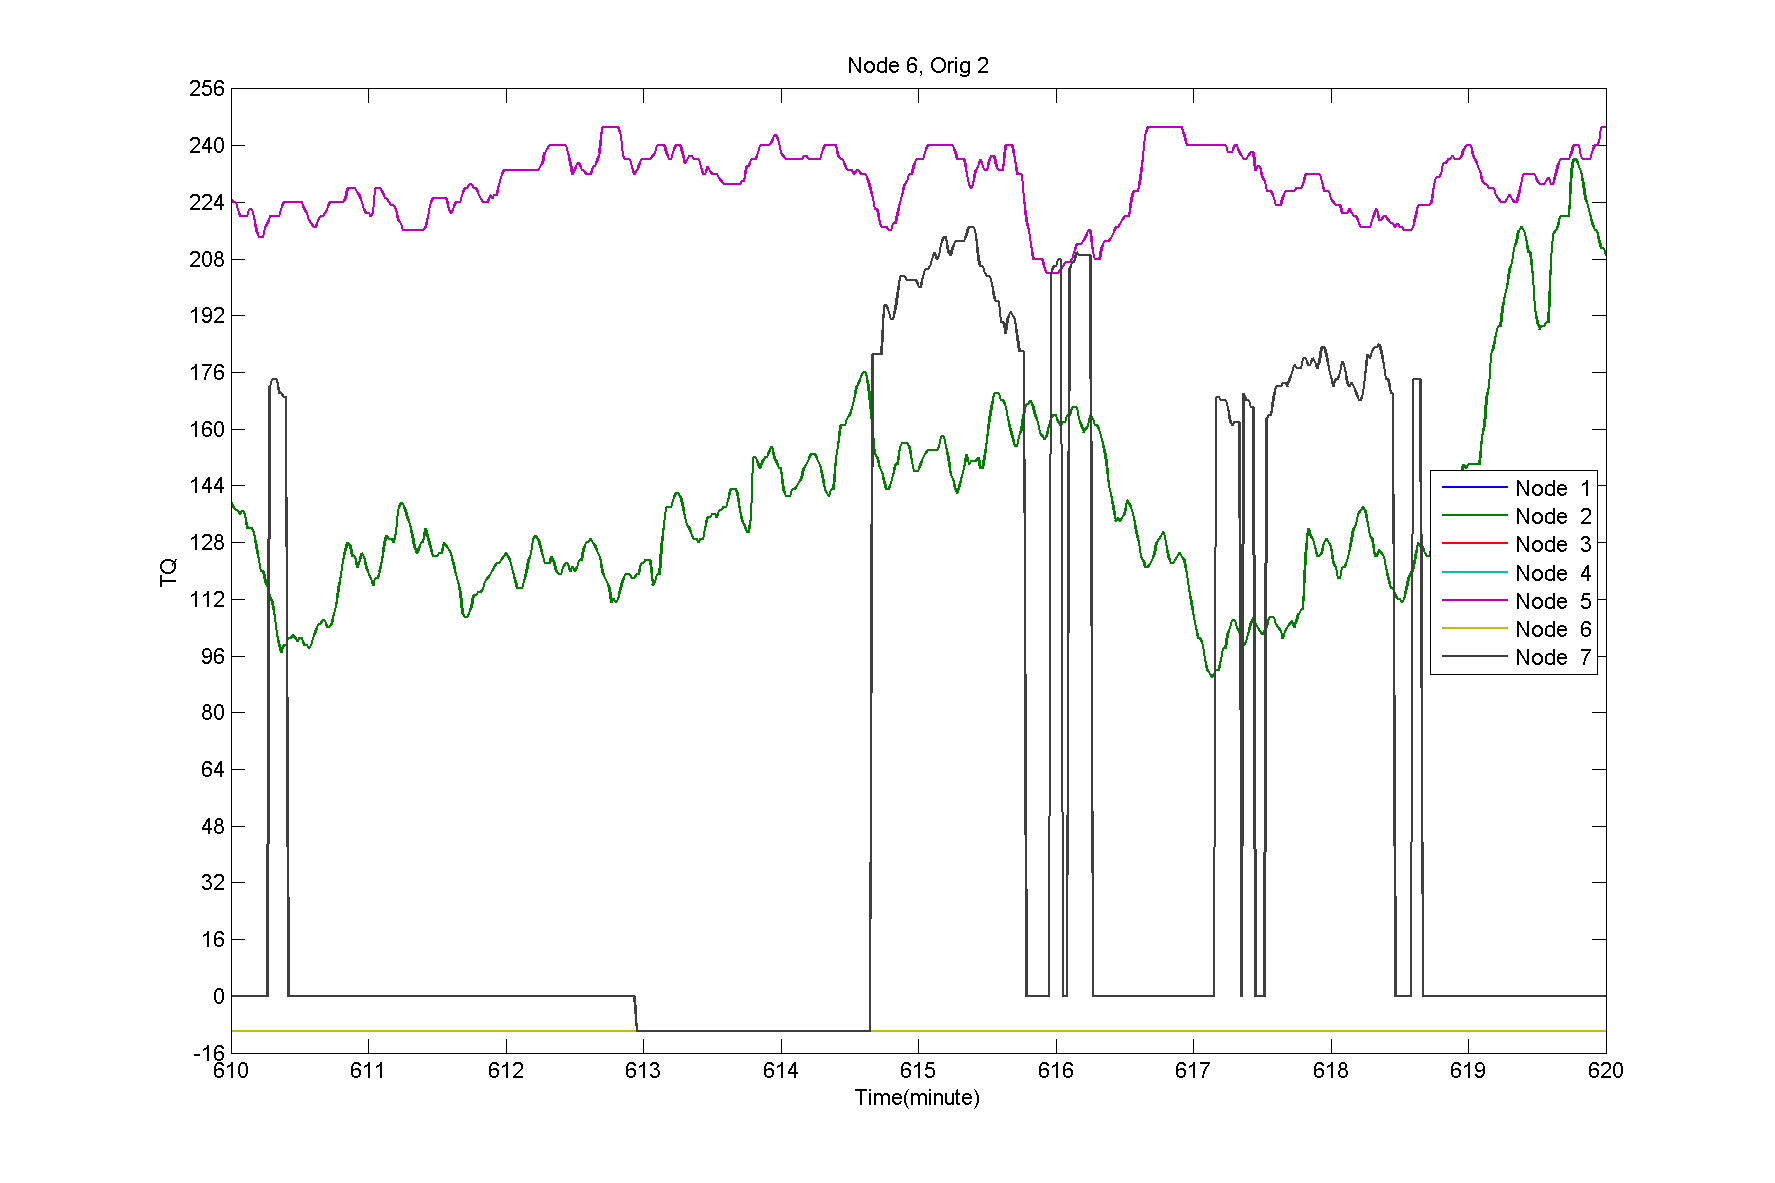 Node 6, Orig 2
256
240
224
208
192
176
160
144
128
112
96
80
64
48
32
16
0
-16
TQ
Node 1
Node 2
Node 3
Node 4
Node 5
Node 6
Node 7
610 611 612 613 614 615 616 617 618 619 620
Time(minute)